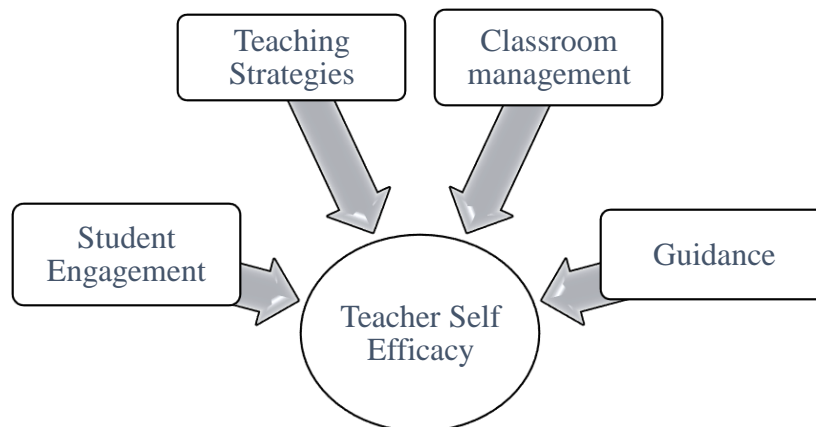 Teaching
Strategies
Classroom
management
Student
Engagement
Guidance
Teacher Self
Efficacy